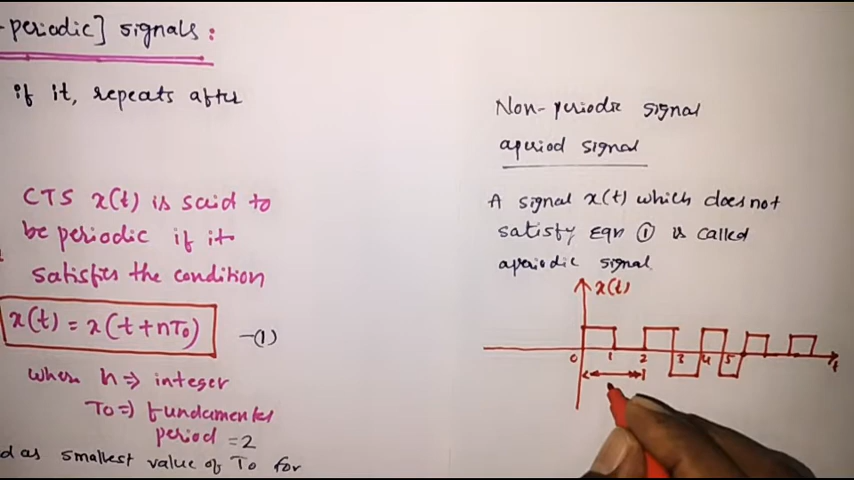 -periodic] signals:
if it, repeats after
CTS x(t) is said to
be periodic if it
satisfies the condition
x(t) = x(t+nT₀) —(1)
where n => integer
T₀ => fundamental
period = 2
d as smallest value of T₀ for
Non-periodic signal
aperiod signal
A signal x(t) which does not
satisfy eqn ① is called
aperiodic signal.
x(t)
0 1 2 3 4 5 t